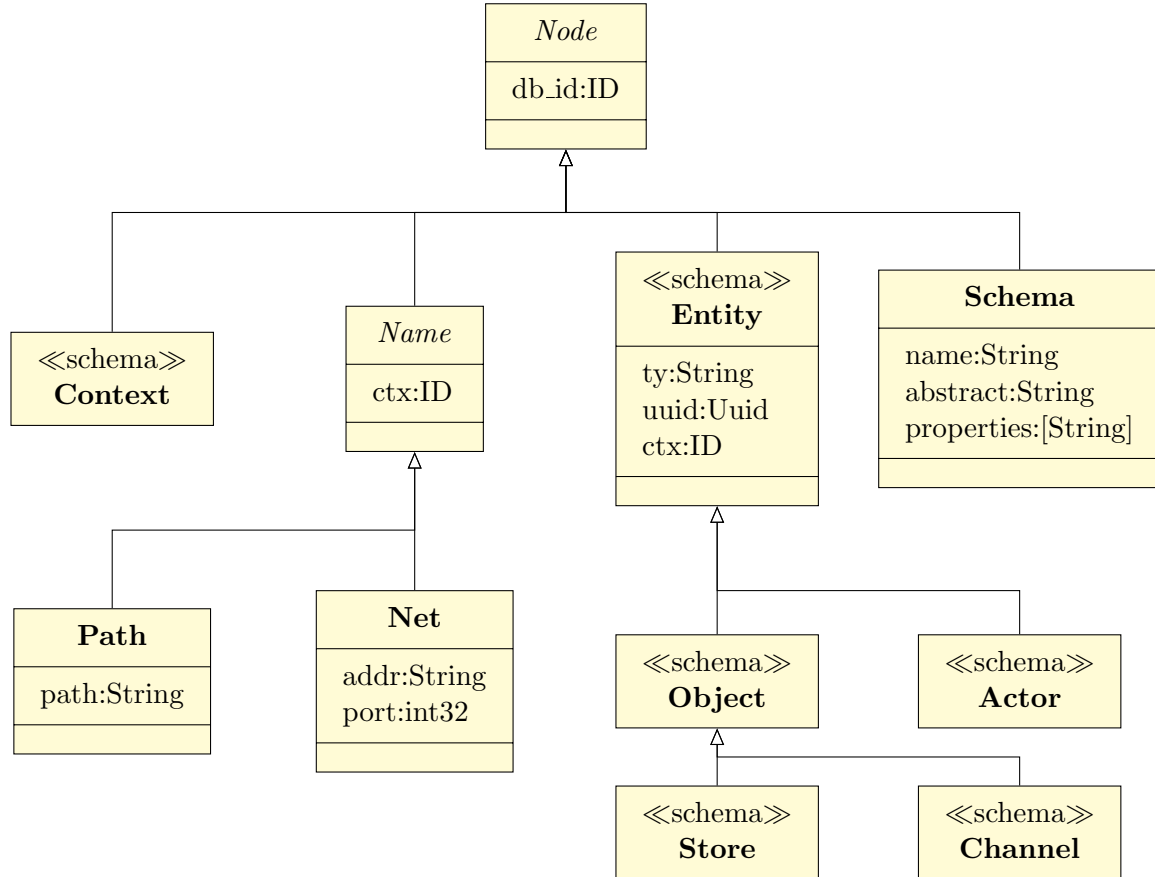 Node
db_id:ID
≪schema≫
Context
Name
ctx:ID
≪schema≫
Entity
ty:String
uuid:Uuid
ctx:ID
Schema
name:String
abstract:String
properties:[String]
Path
path:String
Net
addr:String
port:int32
≪schema≫
Object
≪schema≫
Actor
≪schema≫
Store
≪schema≫
Channel